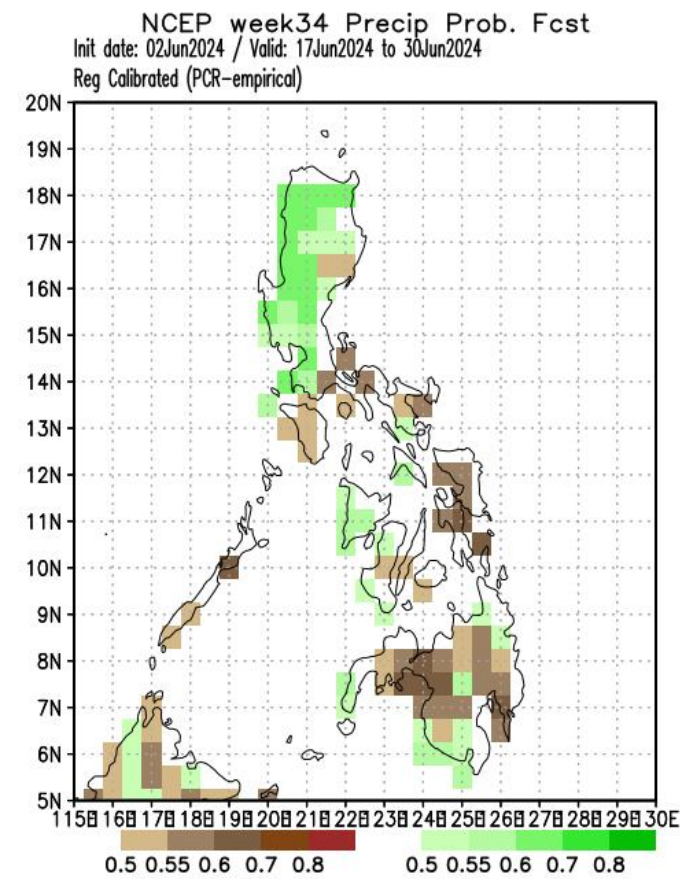 NCEP week34 Precip Prob. Fcst
Init date: 02Jun2024 / Valid: 17Jun2024 to 30Jun2024
Reg Calibrated (PCR-empirical)
20N
19N
18N
17N
16N
15N
14N
13N
12N
11N
10N
9N
8N
7N
6N
5N
115E 116E 117E 118E 119E 120E 121E 122E 123E 124E 125E 126E 127E 128E 129E 130E
0.5 0.55 0.6 0.7 0.8 0.5 0.55 0.6 0.7 0.8